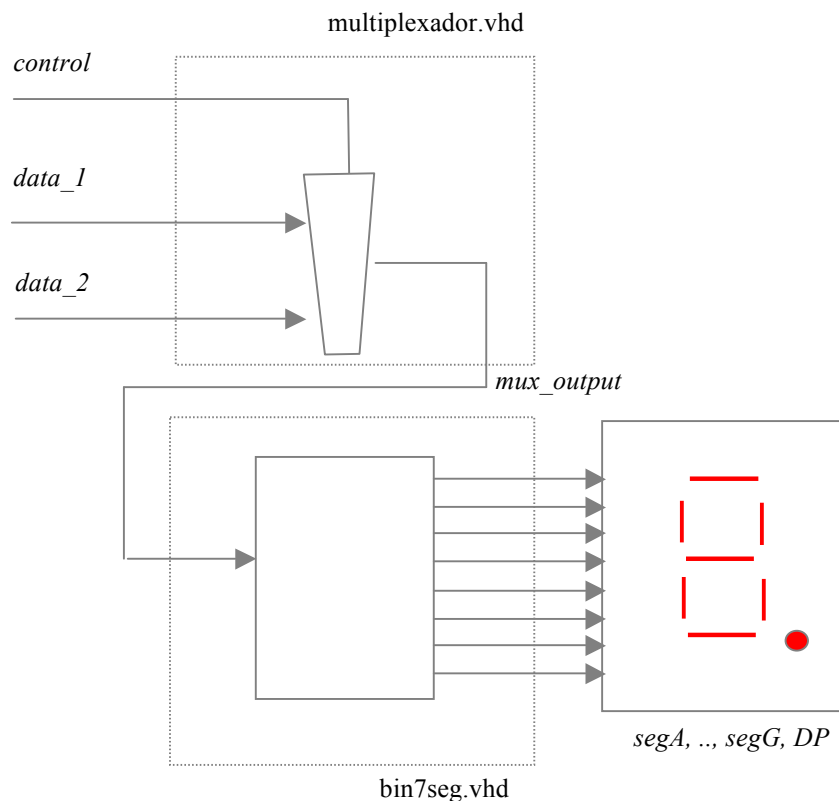 multiplexador.vhd
control
data_1
data_2
mux_output
segA, .., segG, DP
bin7seg.vhd